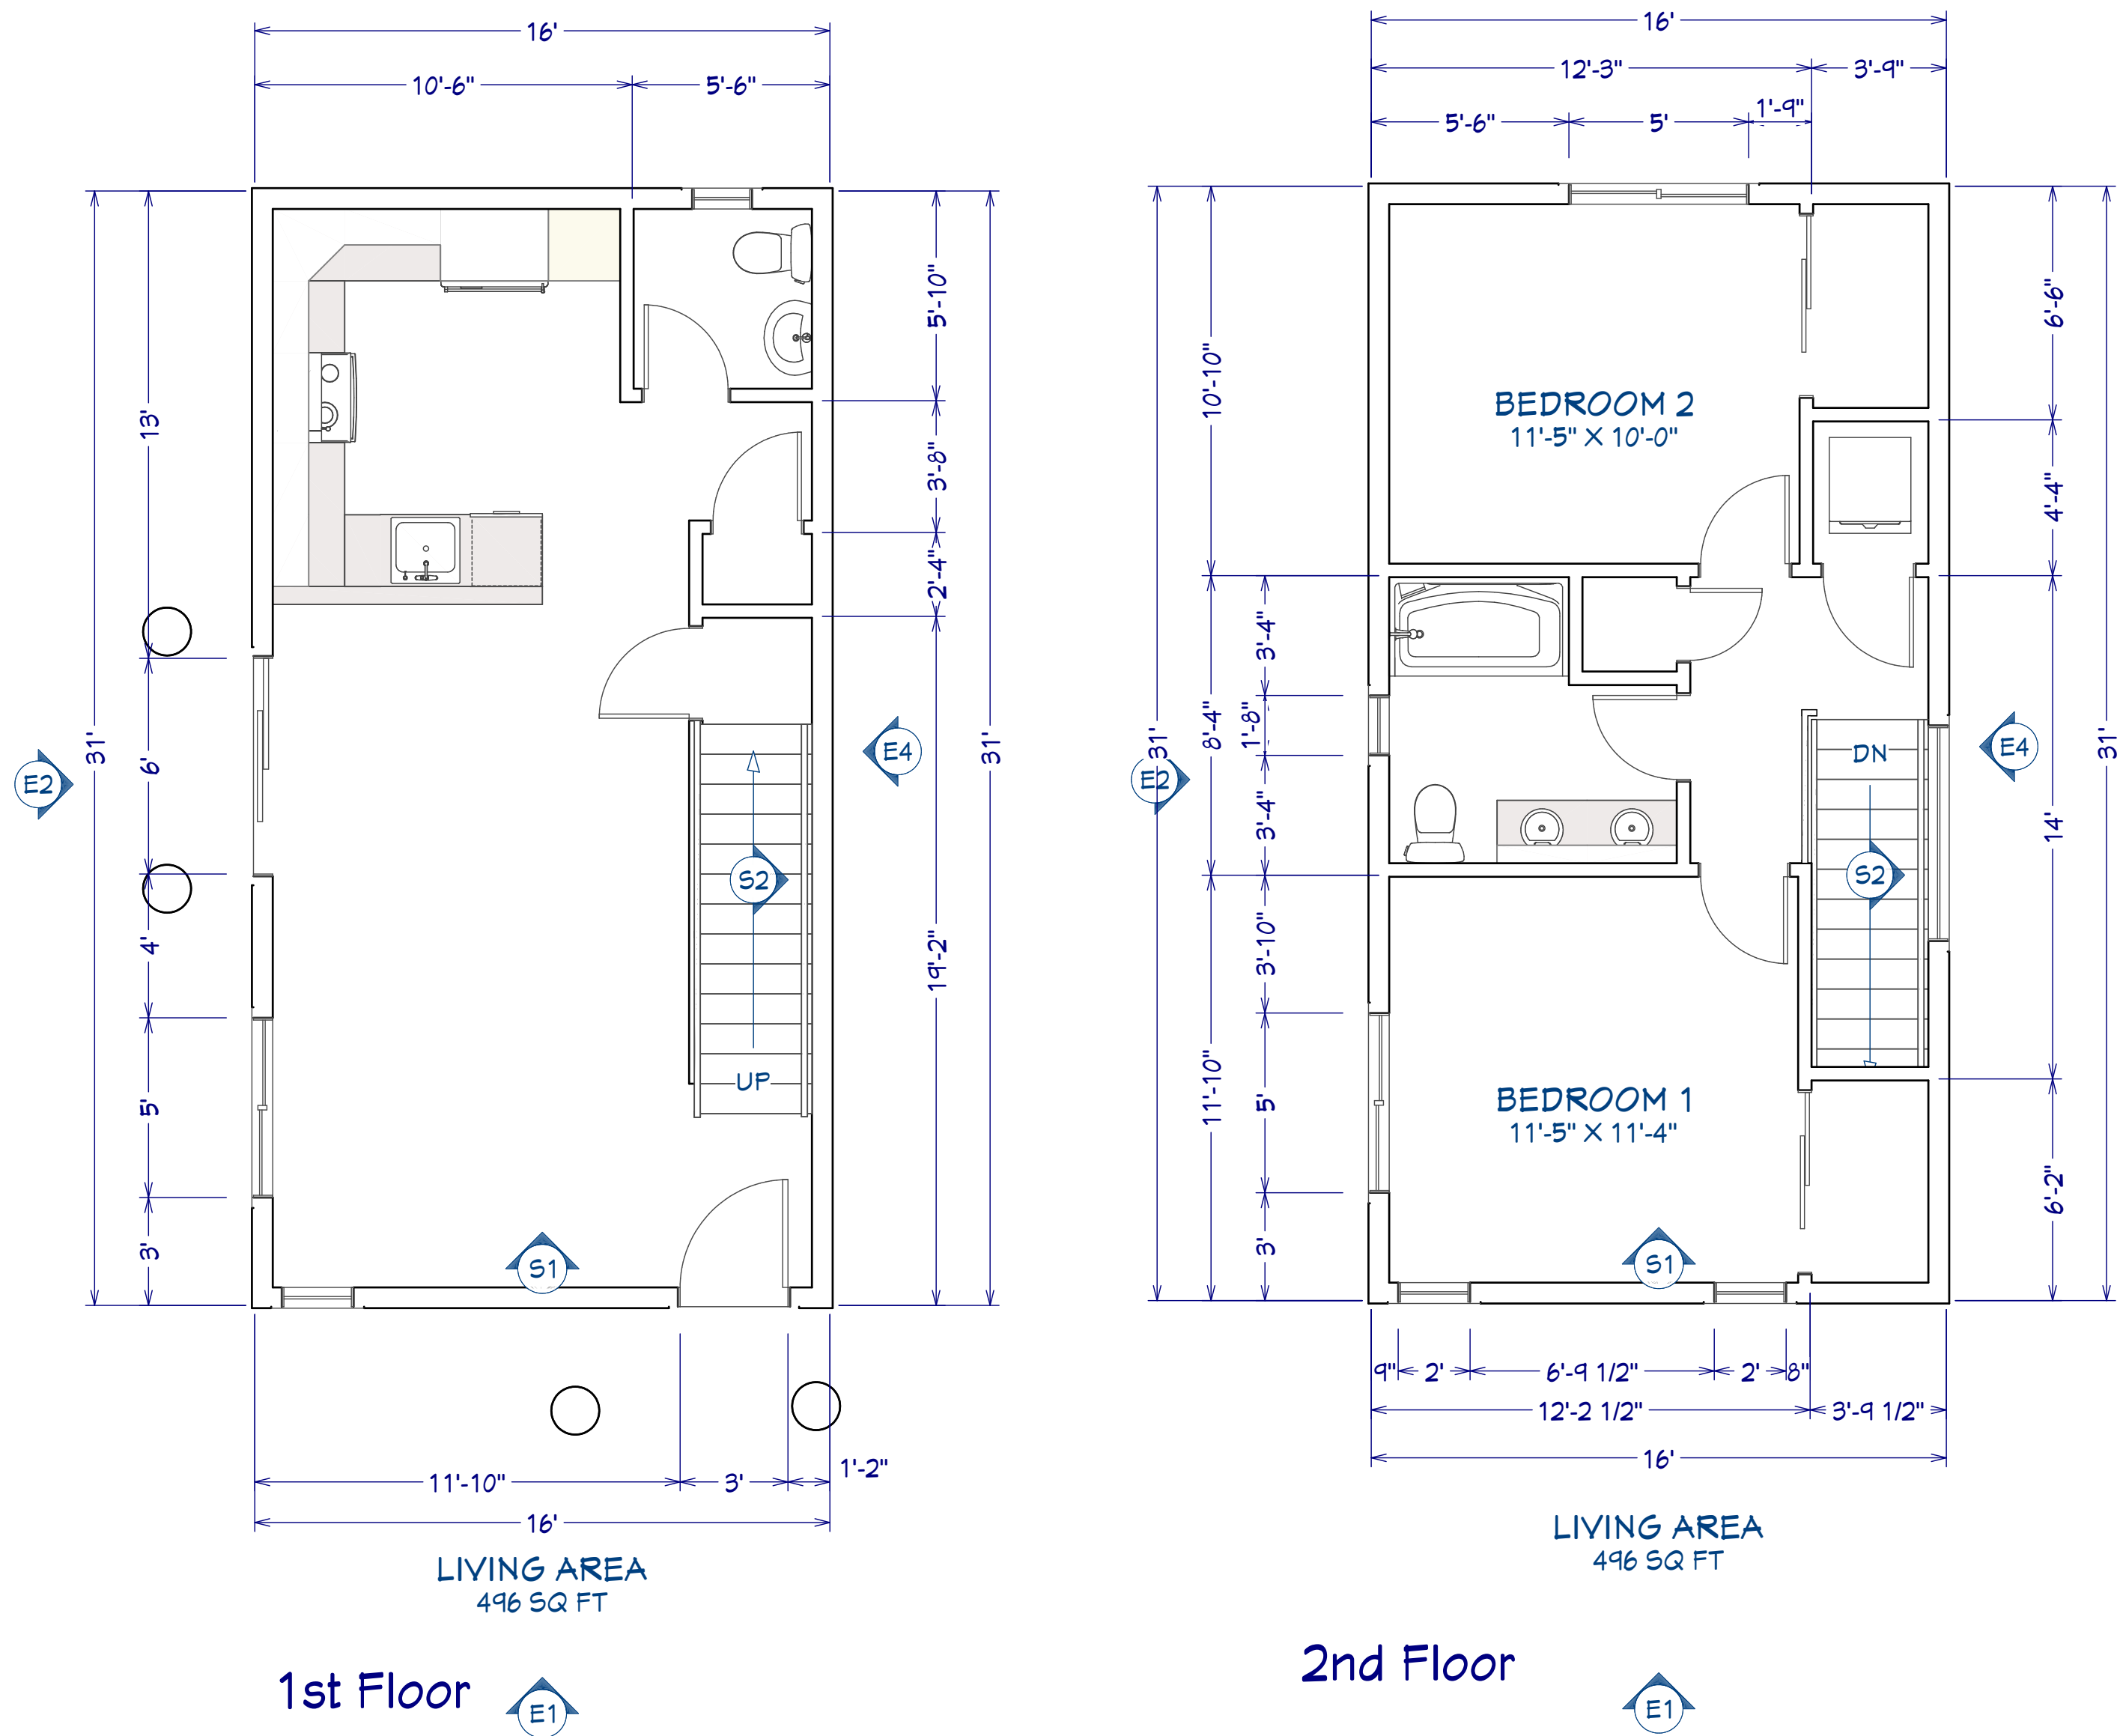 16'
10'-6"
5'-6"
13'
6'
4'
5'
3'
31'
5'-10"
3'-8"
2'-4"
19'-2"
31'
E2
E4
S2
UP
S1
11'-10"
3'
1'-2"
16'
LIVING AREA
496 SQ FT
1st Floor
E1
16'
12'-3"
3'-9"
5'-6"
5'
1'-9"
10'-10"
8'-4"
11'-10"
31'
3'-4"
1'-8"
3'-4"
3'-10"
5'
3'
6'-6"
4'-4"
14'
6'-2"
31'
BEDROOM 2
11'-5" X 10'-0"
E2
E4
DN
S2
BEDROOM 1
11'-5" X 11'-4"
S1
9"
2'
6'-9 1/2"
2'
8"
12'-2 1/2"
3'-9 1/2"
16'
LIVING AREA
496 SQ FT
2nd Floor
E1